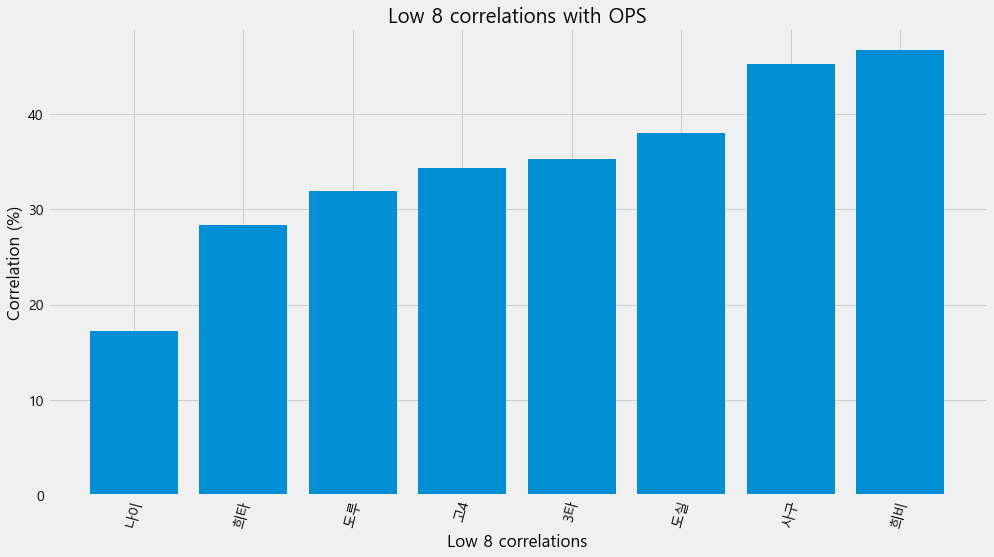 Low 8 correlations with OPS
Correlation (%)
40
30
20
10
0
나이
희타
도루
고4
3타
도실
사구
희비
Low 8 correlations